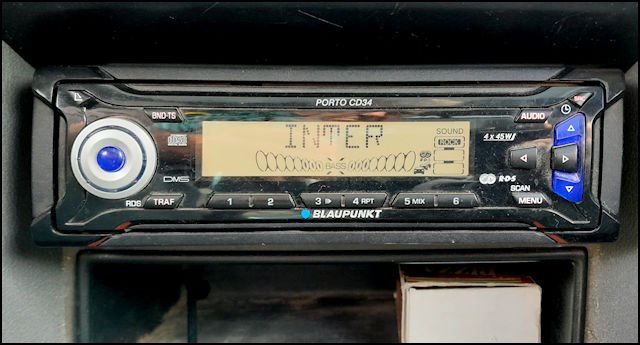 PORTO CD34
BND·TS
AUDIO
INTER
SOUND
ROCK
BASS
4 x 45W
DMS
R·D·S
SCAN
RDS
TRAF
1
2
3
4 RPT
5 MIX
6
MENU
BLAUPUNKT